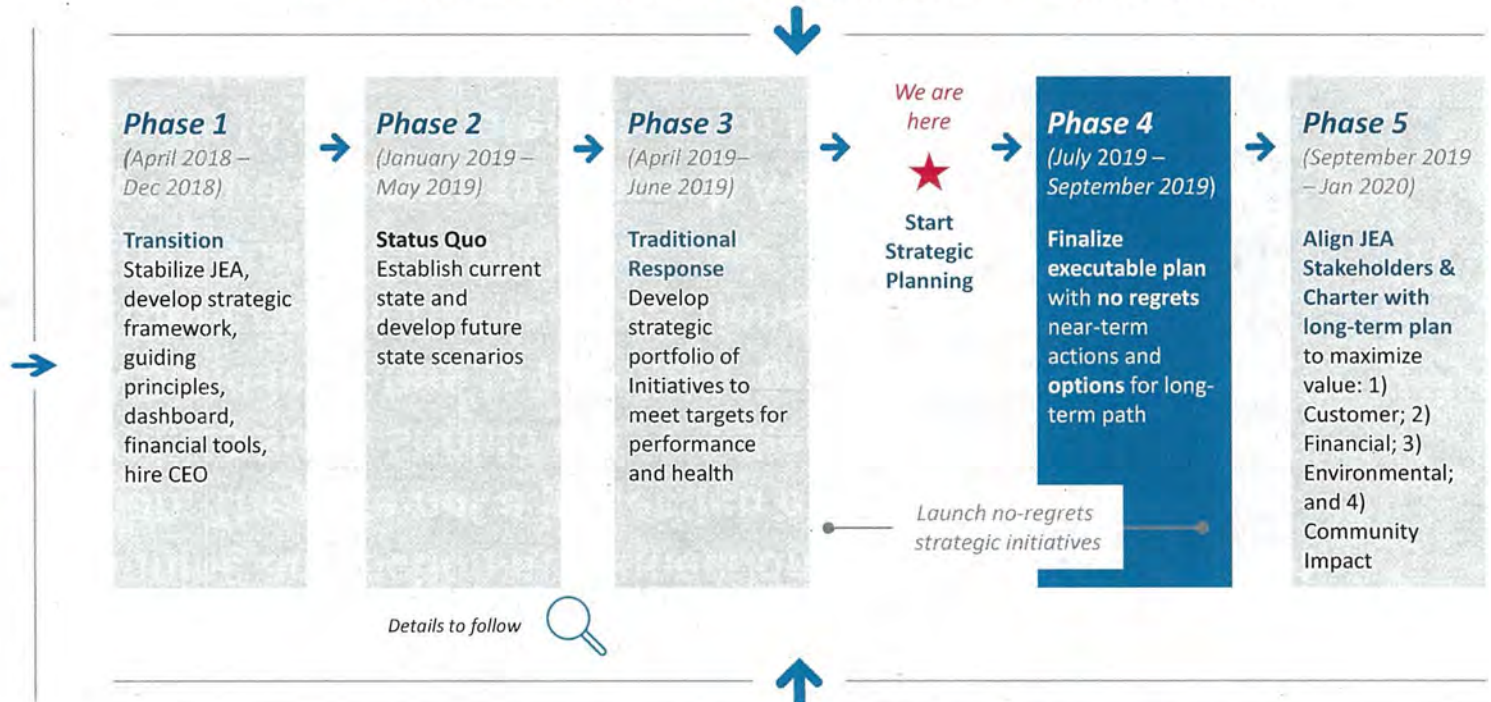 Phase 1
(April 2018 –
Dec 2018)
Transition
Stabilize JEA,
develop strategic
framework,
guiding
principles,
dashboard,
financial tools,
hire CEO
Phase 2
(January 2019 –
May 2019)
Status Quo
Establish current
state and
develop future
state scenarios
Details to follow
Phase 3
(April 2019–
June 2019)
Traditional
Response
Develop
strategic
portfolio of
Initiatives to
meet targets for
performance
and health
We are
here
Start
Strategic
Planning
Launch no-regrets
strategic initiatives
Phase 4
(July 2019 –
September 2019)
Finalize
executable plan
with no regrets
near-term
actions and
options for long-
term path
Phase 5
(September 2019
– Jan 2020)
Align JEA
Stakeholders &
Charter with
long-term plan
to maximize
value: 1)
Customer; 2)
Financial; 3)
Environmental;
and 4)
Community
Impact